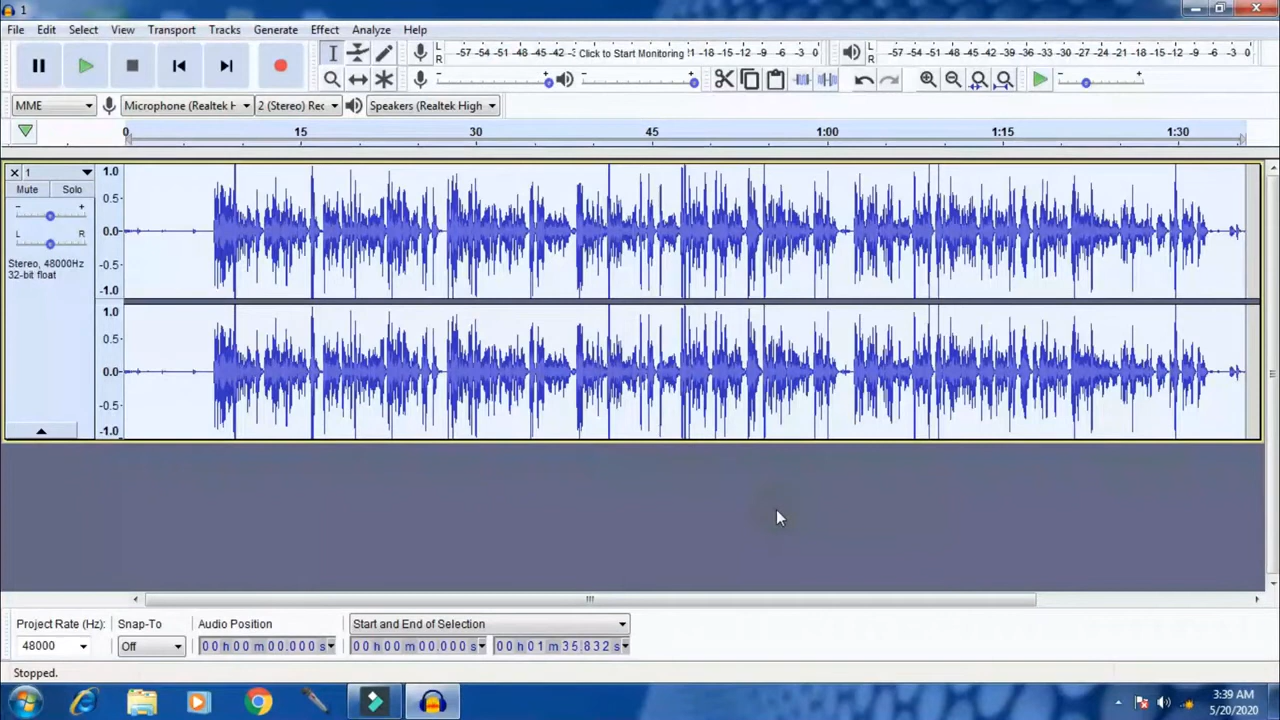 1
File Edit Select View Transport Tracks Generate Effect Analyze Help
L R -57 -54 -51 -48 -45 -42 -3 Click to Start Monitoring !1 -18 -15 -12 -9 -6 -3 0 L R -57 -54 -51 -48 -45 -42 -39 -36 -33 -30 -27 -24 -21 -18 -15 -12 -9 -6 -3 0
- + - + - +
MME Microphone (Realtek H 2 (Stereo) Rec Speakers (Realtek High
0 15 30 45 1:00 1:15 1:30
1
Mute Solo
- +
L R
Stereo, 48000Hz
32-bit float
1.0
0.5-
0.0-
-0.5-
-1.0
1.0
0.5-
0.0-
-0.5-
-1.0
Project Rate (Hz): Snap-To Audio Position Start and End of Selection
48000 Off 00 h 00 m 00.000 s 00 h 00 m 00.000 s 00 h 01 m 35.832 s
Stopped.
3:39 AM
5/20/2020